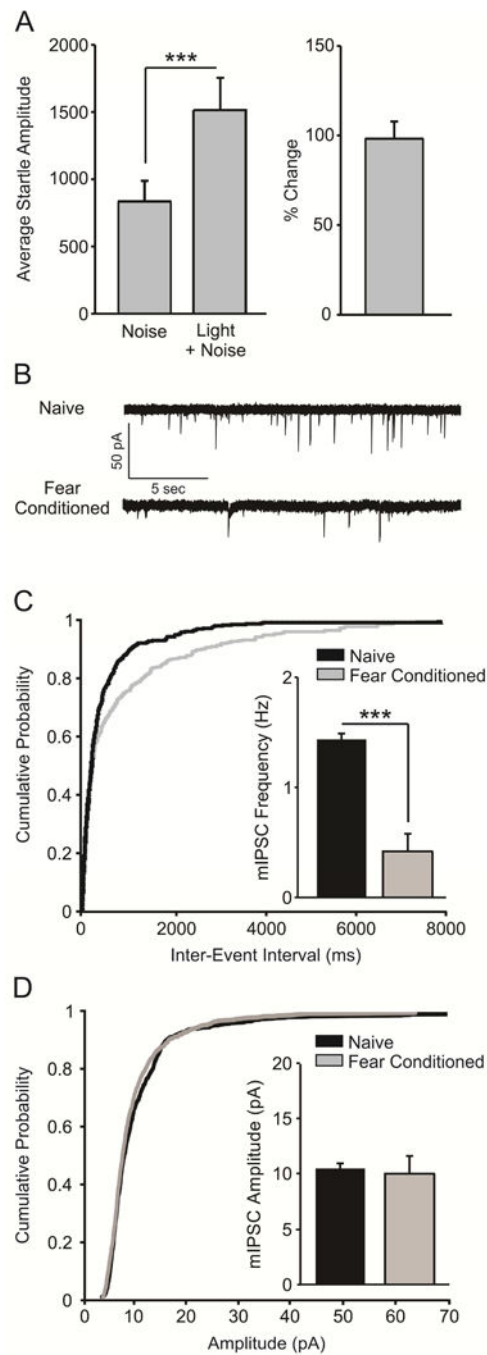 A
2000
1500
1000
500
0
Average Startle Amplitude
***
Noise
Light
+ Noise
150
100
50
0
% Change
B
Naive
50 pA
5 sec
Fear
Conditioned
C
1
0.8
0.6
0.4
0.2
0
Cumulative Probability
2000
4000
6000
8000
Inter-Event Interval (ms)
Naive
Fear Conditioned
2
1
0
mIPSC Frequency (Hz)
***
D
1
0.8
0.6
0.4
0.2
0
Cumulative Probability
0
10
20
30
40
50
60
70
Amplitude (pA)
Naive
Fear Conditioned
20
15
10
5
0
mIPSC Amplitude (pA)